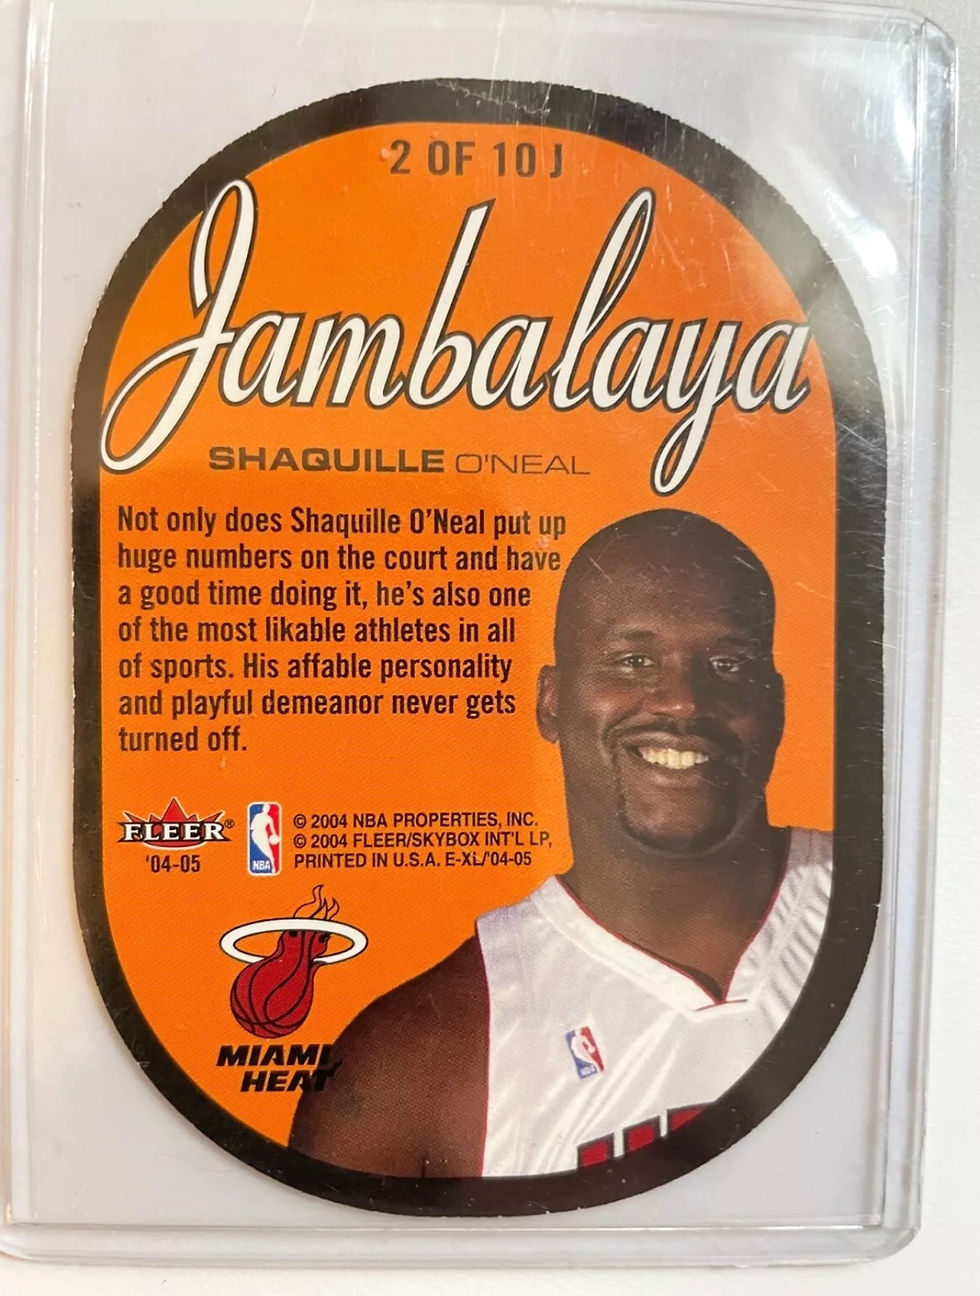 2 OF 10 J
Jambalaya
SHAQUILLE O'NEAL
Not only does Shaquille O'Neal put up
huge numbers on the court and have
a good time doing it, he's also one
of the most likable athletes in all
of sports. His affable personality
and playful demeanor never gets
turned off.
FLEER®
'04-05
NBA
© 2004 NBA PROPERTIES, INC.
© 2004 FLEER/SKYBOX INT'L LP,
PRINTED IN U.S.A. E-XL/'04-05
MIAMI
HEAT